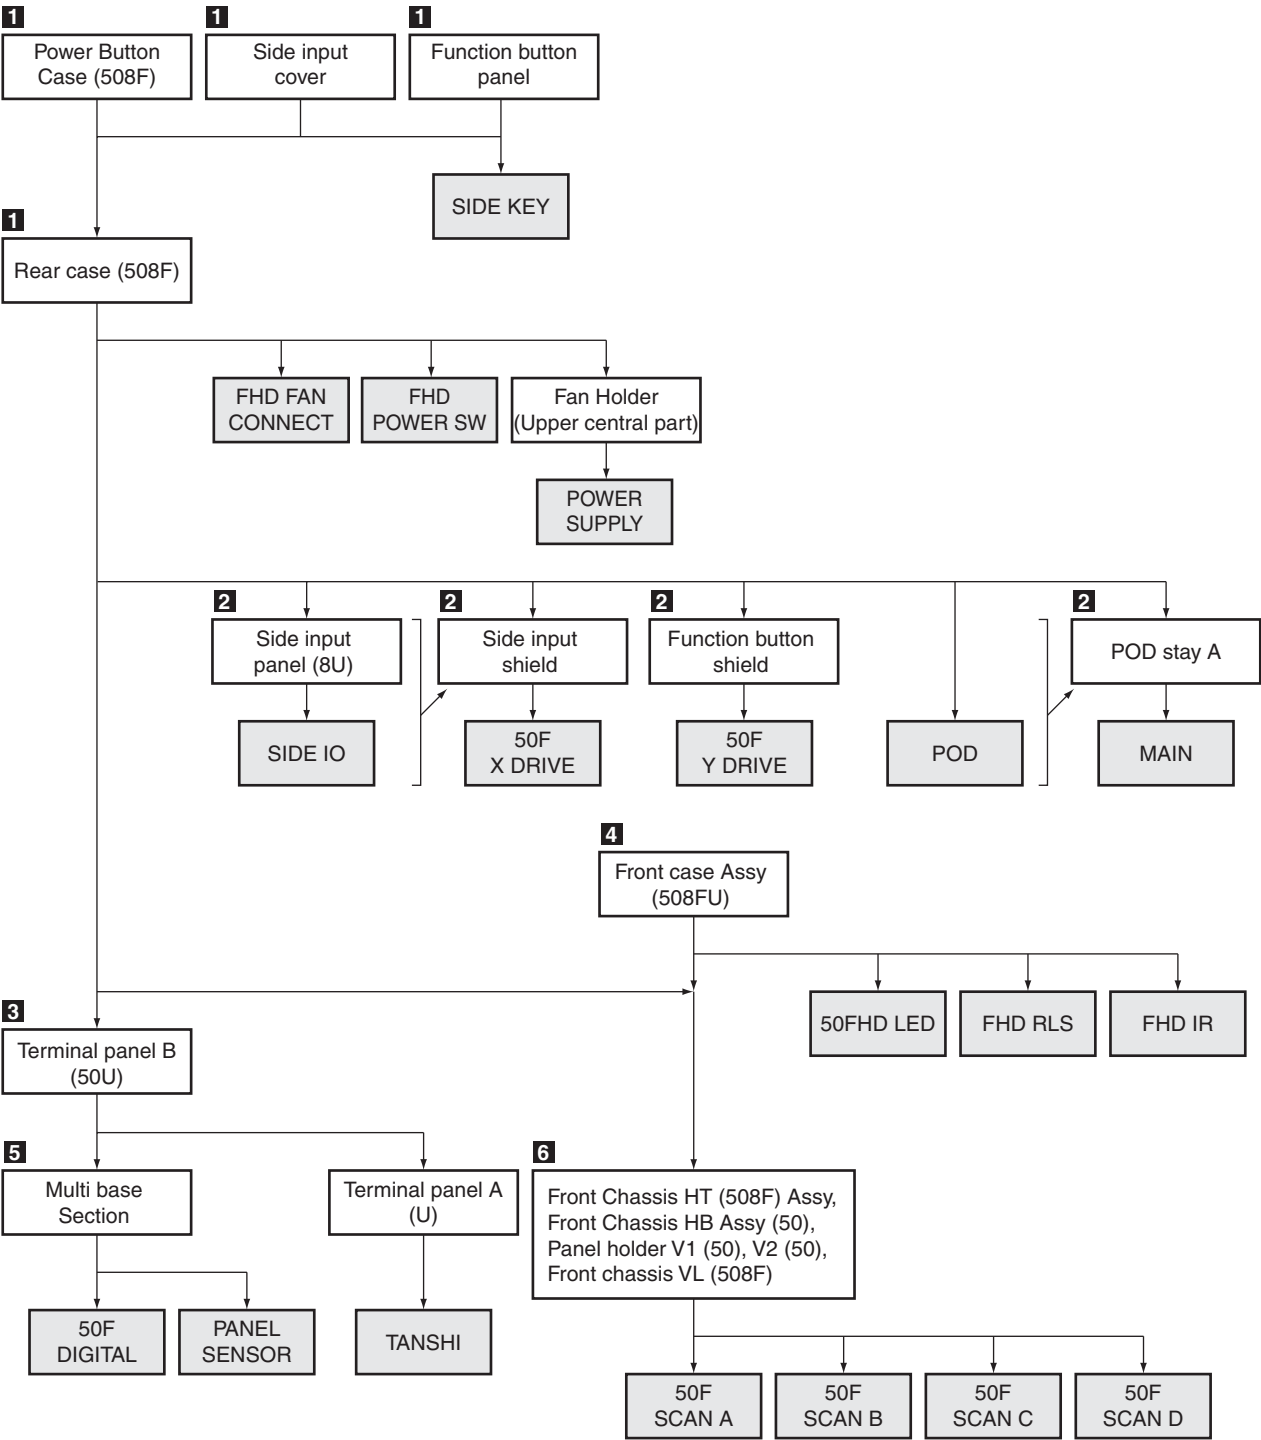 1
Power Button
Case (508F)
1
Side input
cover
1
Function button
panel
SIDE KEY
1
Rear case (508F)
FHD FAN
CONNECT
FHD
POWER SW
Fan Holder
(Upper central part)
POWER
SUPPLY
2
Side input
panel (8U)
2
Side input
shield
2
Function button
shield
2
POD stay A
SIDE IO
50F
X DRIVE
50F
Y DRIVE
POD
MAIN
4
Front case Assy
(508FU)
50FHD LED
FHD RLS
FHD IR
3
Terminal panel B
(50U)
5
Multi base
Section
Terminal panel A
(U)
6
Front Chassis HT (508F) Assy,
Front Chassis HB Assy (50),
Panel holder V1 (50), V2 (50),
Front chassis VL (508F)
50F
DIGITAL
PANEL
SENSOR
TANSHI
50F
SCAN A
50F
SCAN B
50F
SCAN C
50F
SCAN D